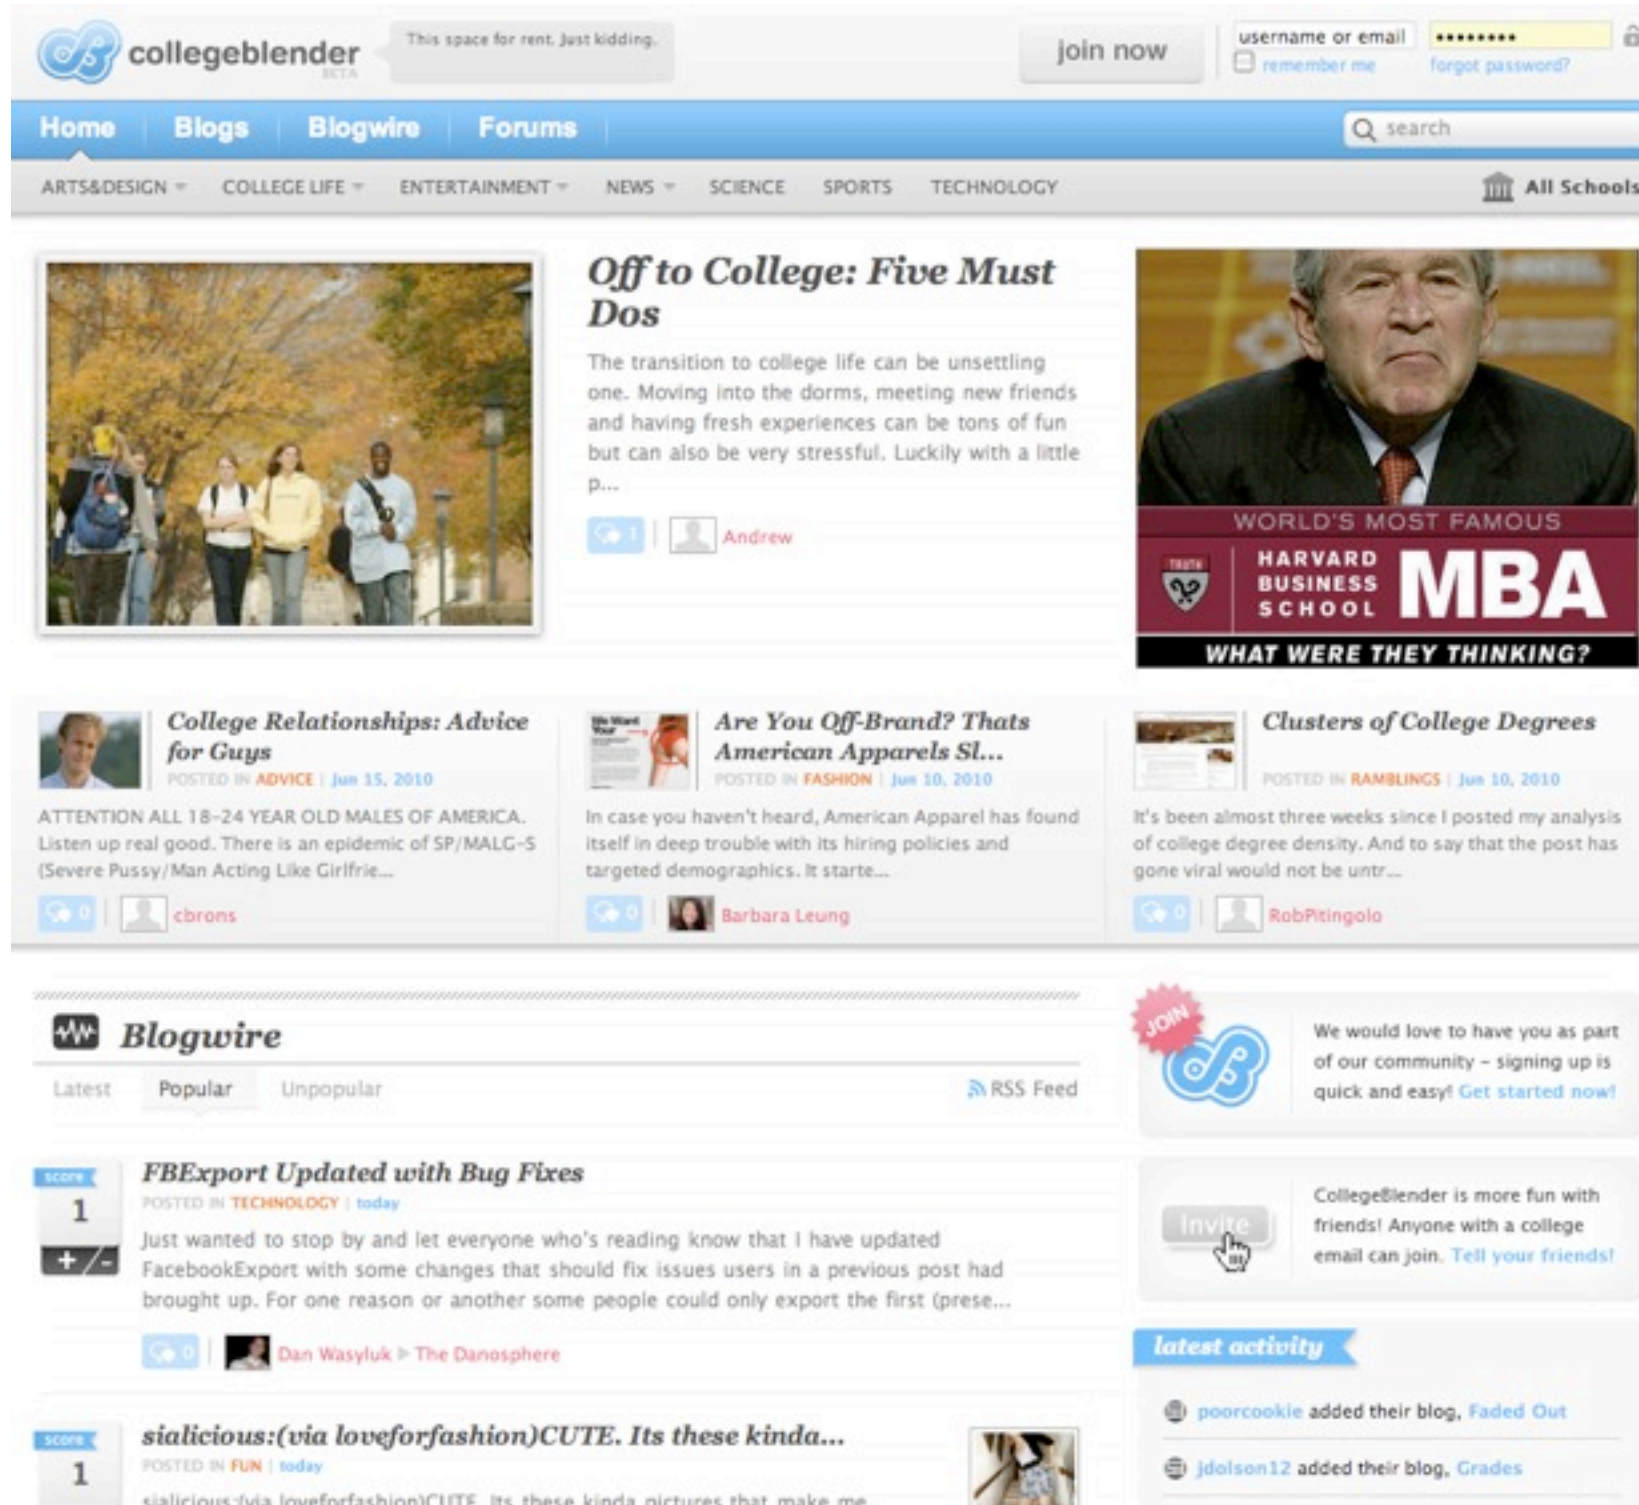 collegeblender
BETA
This space for rent. Just kidding.
join now
username or email
••••••••
remember me
forgot password?
Home
Blogs
Blogwire
Forums
search
ARTS&DESIGN
COLLEGE LIFE
ENTERTAINMENT
NEWS
SCIENCE
SPORTS
TECHNOLOGY
All Schools
Off to College: Five Must
Dos
The transition to college life can be unsettling
one. Moving into the dorms, meeting new friends
and having fresh experiences can be tons of fun
but can also be very stressful. Luckily with a little
p...
1
Andrew
WORLD'S MOST FAMOUS
TRUTH
HARVARD
BUSINESS
SCHOOL
MBA
WHAT WERE THEY THINKING?
College Relationships: Advice
for Guys
POSTED IN ADVICE | Jun 15, 2010
ATTENTION ALL 18-24 YEAR OLD MALES OF AMERICA.
Listen up real good. There is an epidemic of SP/MALG-S
(Severe Pussy/Man Acting Like Girlfrie...
0
cbrons
We Want
Your
Are You Off-Brand? Thats
American Apparels Sl...
POSTED IN FASHION | Jun 10, 2010
In case you haven't heard, American Apparel has found
itself in deep trouble with its hiring policies and
targeted demographics. It starte...
0
Barbara Leung
Clusters of College Degrees
POSTED IN RAMBLINGS | Jun 10, 2010
It's been almost three weeks since I posted my analysis
of college degree density. And to say that the post has
gone viral would not be untr...
0
RobPitingolo
Blogwire
Latest
Popular
Unpopular
RSS Feed
score
1
+/-
FBExport Updated with Bug Fixes
POSTED IN TECHNOLOGY | today
Just wanted to stop by and let everyone who's reading know that I have updated
FacebookExport with some changes that should fix issues users in a previous post had
brought up. For one reason or another some people could only export the first (prese...
0
Dan Wasyluk
The Danosphere
score
1
sialicious:(via loveforfashion)CUTE. Its these kinda...
POSTED IN FUN | today
sialicious:(via loveforfashion)CUTE. Its these kinda pictures that make me
JOIN
We would love to have you as part
of our community – signing up is
quick and easy! Get started now!
Invite
CollegeBlender is more fun with
friends! Anyone with a college
email can join. Tell your friends!
latest activity
poorcookie added their blog, Faded Out
jdolson12 added their blog, Grades